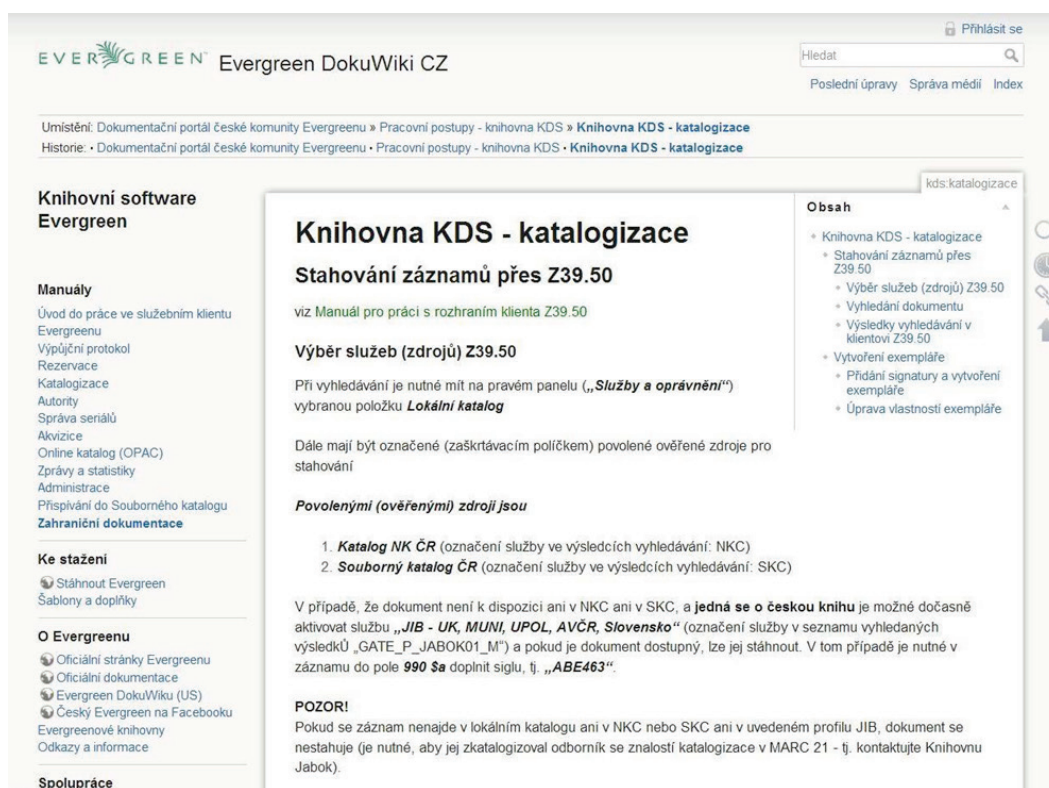 Přihlásit se
EVERGREEN Evergreen DokuWiki CZ
Hledat
Poslední úpravy Správa médií Index
Umístění: Dokumentační portál české komunity Evergreenu » Pracovní postupy - knihovna KDS » Knihovna KDS - katalogizace
Historie: • Dokumentační portál české komunity Evergreenu • Pracovní postupy - knihovna KDS • Knihovna KDS - katalogizace
kds:katalogizace
Knihovní software
Evergreen
Manuály
Úvod do práce ve služebním klientu
Evergreenu
Výpůjční protokol
Rezervace
Katalogizace
Autority
Správa seriálů
Akvizice
Online katalog (OPAC)
Zprávy a statistiky
Administrace
Přispívání do Souborného katalogu
Zahraniční dokumentace
Ke stažení
Stáhnout Evergreen
Šablony a doplňky
O Evergreenu
Oficiální stránky Evergreenu
Oficiální dokumentace
Evergreen DokuWiku (US)
Český Evergreen na Facebooku
Evergreenové knihovny
Odkazy a informace
Spolupráce
Knihovna KDS - katalogizace
Stahování záznamů přes Z39.50
viz Manuál pro práci s rozhraním klienta Z39.50
Výběr služeb (zdrojů) Z39.50
Při vyhledávání je nutné mít na pravém panelu („Služby a oprávnění“)
vybranou položku Lokální katalog
Dále mají být označené (zaškrtávacím políčkem) povolené ověřené zdroje pro
stahování
Povolenými (ověřenými) zdroji jsou
1. Katalog NK ČR (označení služby ve výsledcích vyhledávání: NKC)
2. Souborný katalog ČR (označení služby ve výsledcích vyhledávání: SKC)
V případě, že dokument není k dispozici ani v NKC ani v SKC, a jedná se o českou knihu je možné dočasně
aktivovat službu „JIB - UK, MUNI, UPOL, AVČR, Slovensko“ (označení služby v seznamu vyhledaných
výsledků „GATE_P_JABOK01_M“) a pokud je dokument dostupný, lze jej stáhnout. V tom případě je nutné v
záznamu do pole 990 $a doplnit siglu, tj. „ABE463“.
POZOR!
Pokud se záznam nenajde v lokálním katalogu ani v NKC nebo SKC ani v uvedeném profilu JIB, dokument se
nestahuje (je nutné, aby jej zkatalogizoval odborník se znalostí katalogizace v MARC 21 - tj. kontaktujte Knihovnu
Jabok).
Obsah
Knihovna KDS - katalogizace
Stahování záznamů přes
Z39.50
Výběr služeb (zdrojů) Z39.50
Vyhledání dokumentu
Výsledky vyhledávání v
klientovi Z39.50
Vytvoření exempláře
Přidání signatury a vytvoření
exempláře
Úprava vlastností exempláře